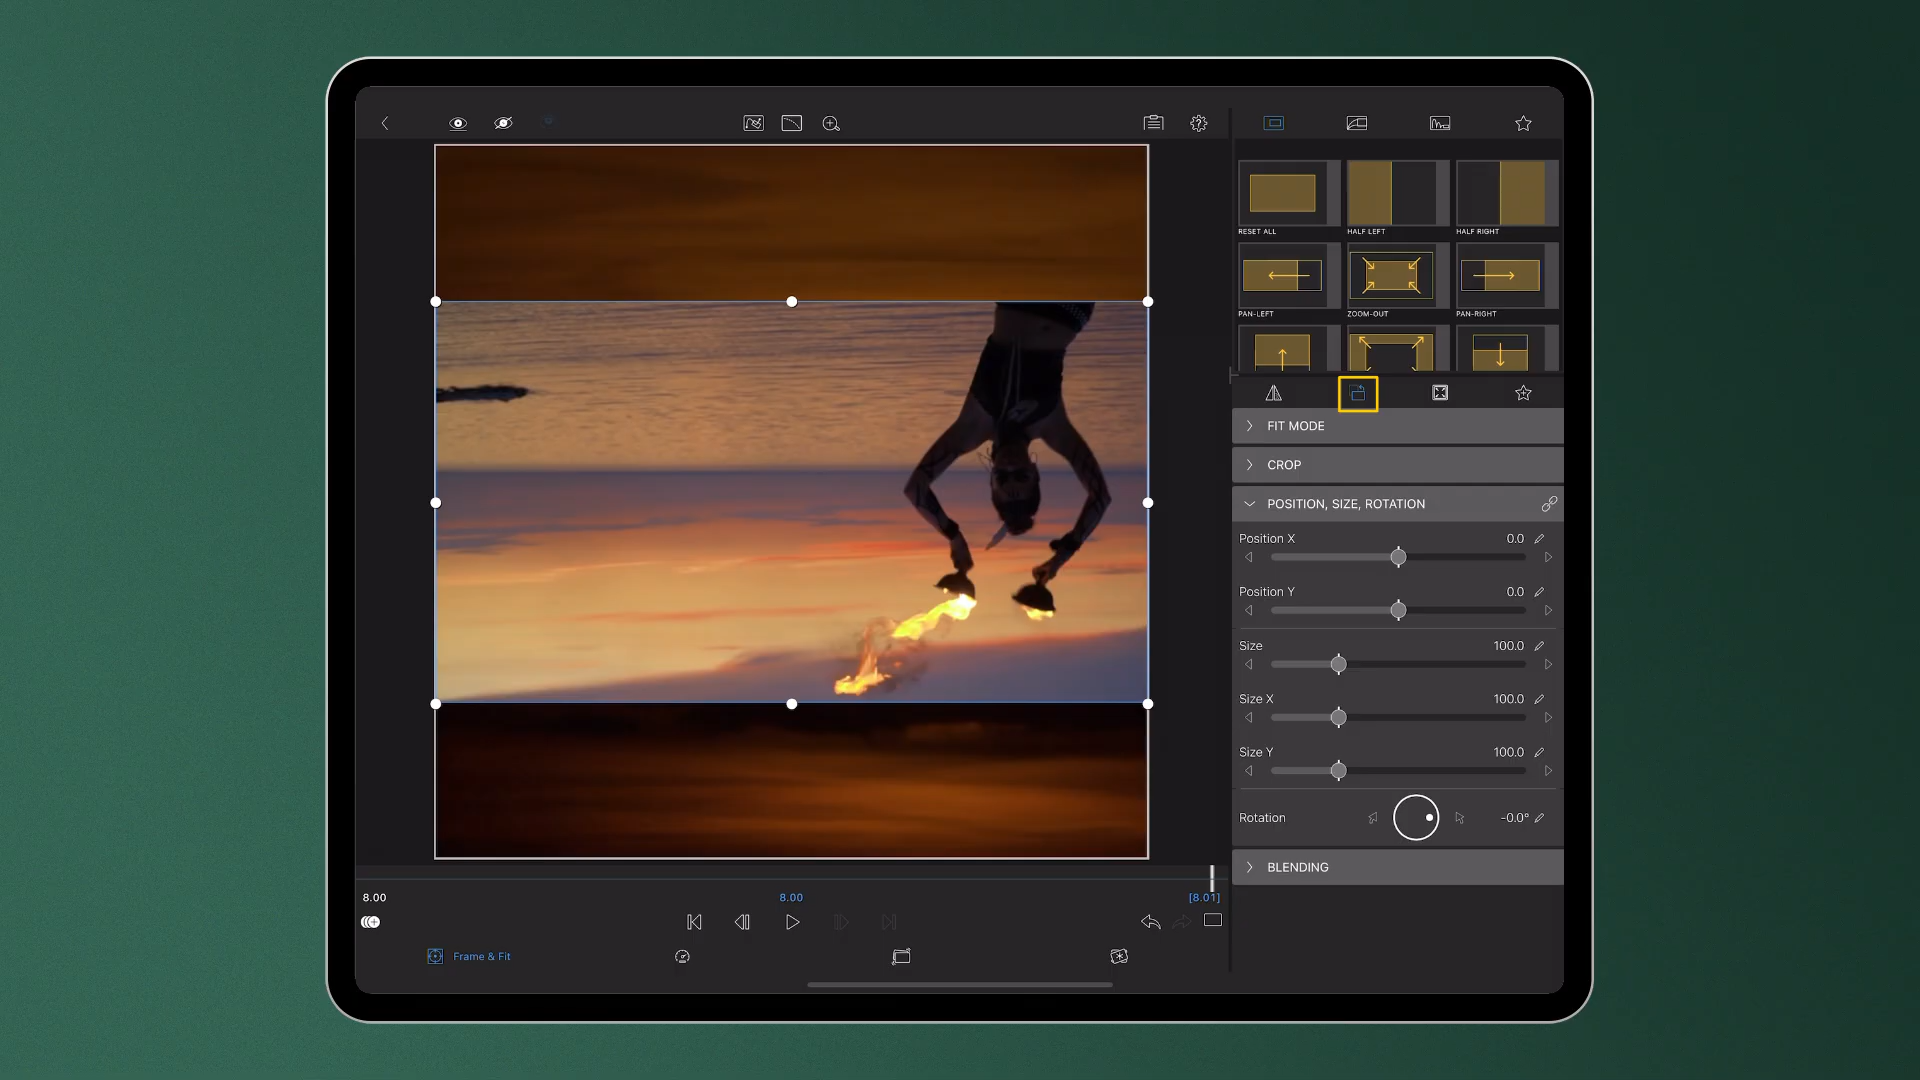 RESET ALL
HALF LEFT
HALF RIGHT
PAN-LEFT
ZOOM-OUT
PAN-RIGHT
FIT MODE
CROP
POSITION, SIZE, ROTATION
Position X 0.0
Position Y 0.0
Size 100.0
Size X 100.0
Size Y 100.0
Rotation -0.0°
BLENDING
8.00
8.00
[8.01]
Frame & Fit